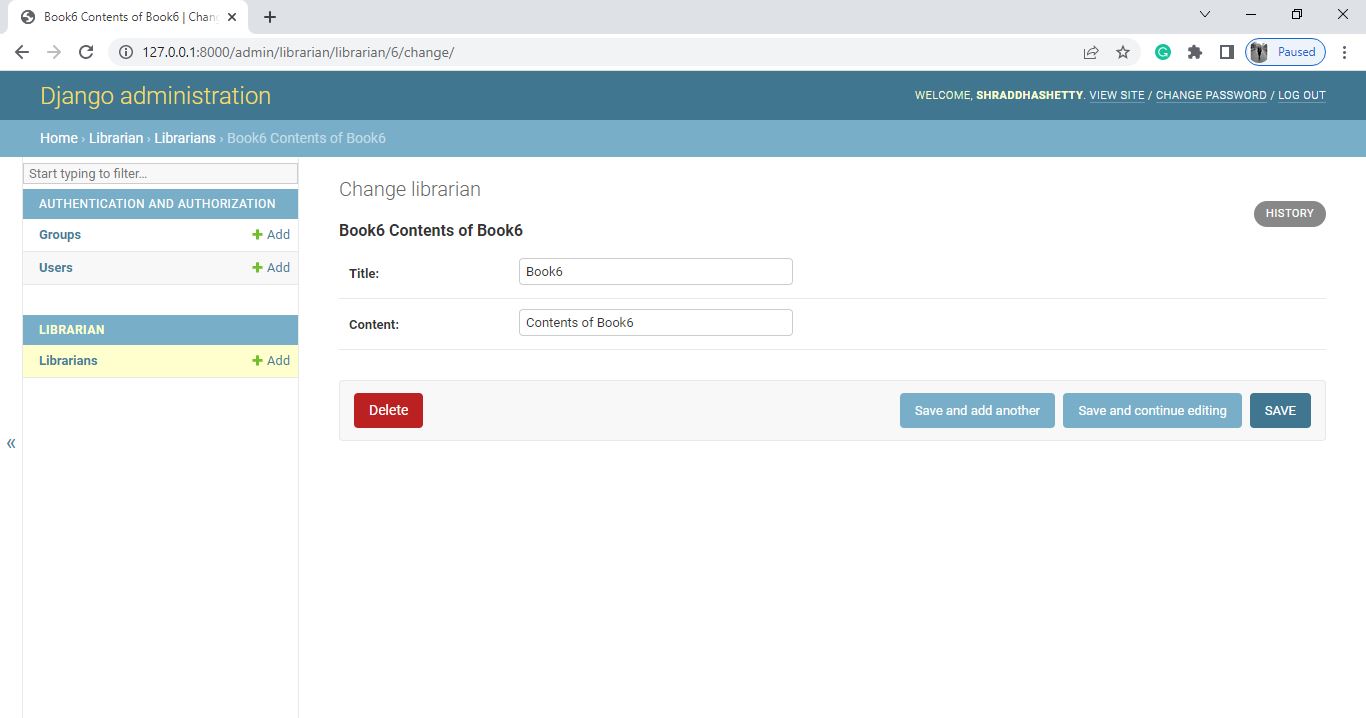 Book6 Contents of Book6 | Chan
127.0.0.1:8000/admin/librarian/librarian/6/change/
Paused
Django administration
WELCOME, SHRADDHASHETTY. VIEW SITE / CHANGE PASSWORD / LOG OUT
Home › Librarian › Librarians › Book6 Contents of Book6
Start typing to filter...
AUTHENTICATION AND AUTHORIZATION
Groups + Add
Users + Add
LIBRARIAN
Librarians + Add
«
Change librarian
HISTORY
Book6 Contents of Book6
Title: Book6
Content: Contents of Book6
Delete Save and add another Save and continue editing SAVE